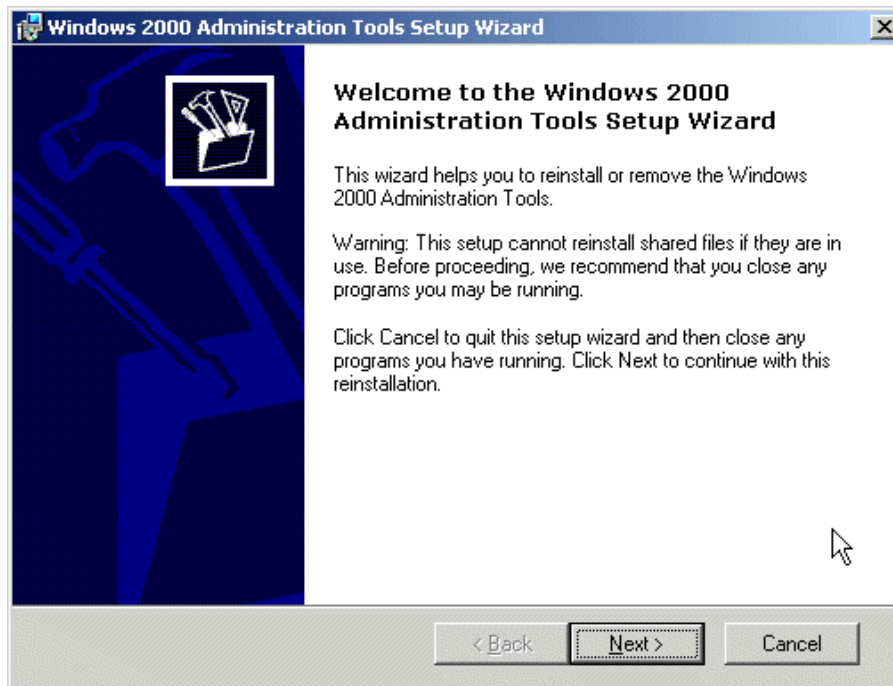 Windows 2000 Administration Tools Setup Wizard
Welcome to the Windows 2000
Administration Tools Setup Wizard
This wizard helps you to reinstall or remove the Windows
2000 Administration Tools.
Warning: This setup cannot reinstall shared files if they are in
use. Before proceeding, we recommend that you close any
programs you may be running.
Click Cancel to quit this setup wizard and then close any
programs you have running. Click Next to continue with this
reinstallation.
< Back Next > Cancel